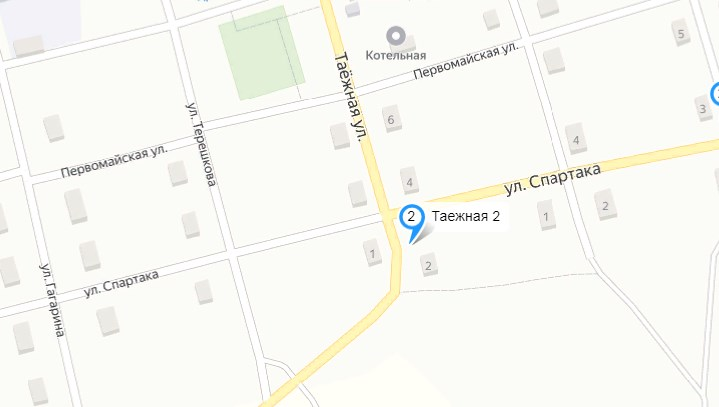 Котельная
Первомайская ул.
5
Таёжная ул.
3
ул. Терешкова
6
4
Первомайская ул.
4
ул. Спартака
2
1
2 Таежная 2
1
2
ул. Гагарина
ул. Спартака